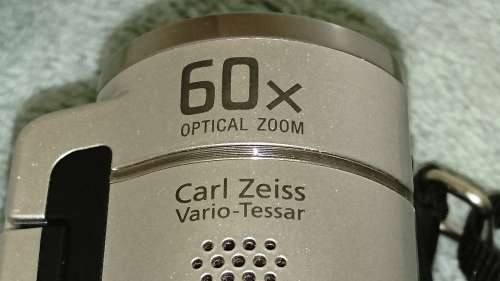 60x
OPTICAL ZOOM
Carl Zeiss
Vario-Tessar